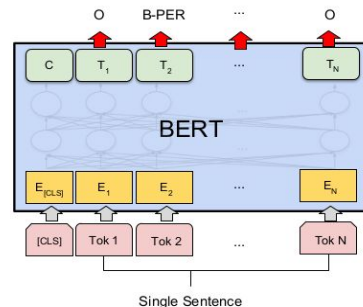 O B-PER ... O
C T1 T2 ... TN
BERT
E[CLS] E1 E2 ... EN
[CLS] Tok 1 Tok 2 ... Tok N
Single Sentence